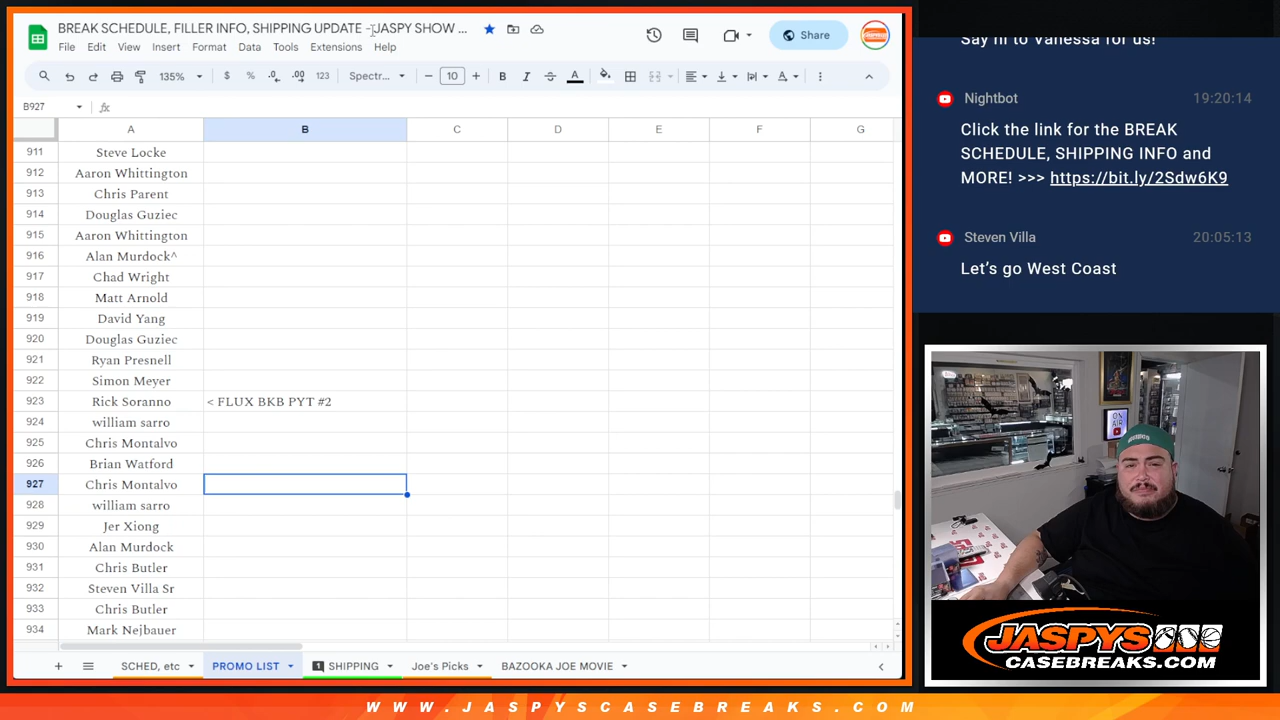 BREAK SCHEDULE, FILLER INFO, SHIPPING UPDATE - JASPY SHOW ...
File Edit View Insert Format Data Tools Extensions Help
Share
135% $ % .0 .00 123 Spectr... 10 B A
B927 fx
A B C D E F G
911 Steve Locke
912 Aaron Whittington
913 Chris Parent
914 Douglas Guziec
915 Aaron Whittington
916 Alan Murdock^
917 Chad Wright
918 Matt Arnold
919 David Yang
920 Douglas Guziec
921 Ryan Presnell
922 Simon Meyer
923 Rick Soranno < FLUX BKB PYT #2
924 william sarro
925 Chris Montalvo
926 Brian Watford
927 Chris Montalvo
928 william sarro
929 Jer Xiong
930 Alan Murdock
931 Chris Butler
932 Steven Villa Sr
933 Chris Butler
934 Mark Nejbauer
SCHED, etc PROMO LIST 1 SHIPPING Joe's Picks BAZOOKA JOE MOVIE
Say hi to Vanessa for us!
Nightbot 19:20:14
Click the link for the BREAK
SCHEDULE, SHIPPING INFO and
MORE! >>> https://bit.ly/2Sdw6K9
Steven Villa 20:05:13
Let's go West Coast
ON AIR
JASPYS
CASEBREAKS.COM
WWW.JASPYSCASEBREAKS.COM